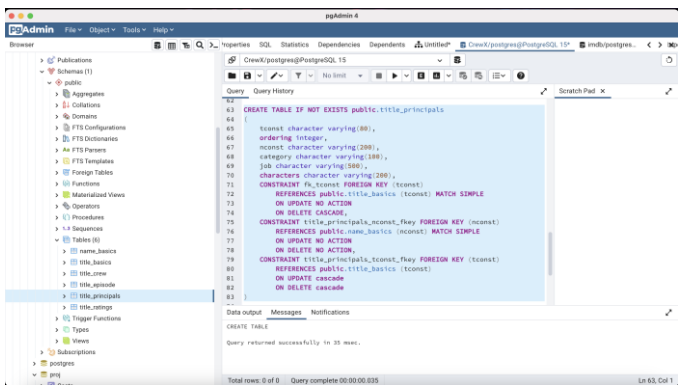 pgAdmin 4
pgAdmin File Object Tools Help
Browser
Properties SQL Statistics Dependencies Dependents Untitled* CrewX/postgres@PostgreSQL 15* imdb/postgres...
Publications
Schemas (1)
public
Aggregates
Collations
Domains
FTS Configurations
FTS Dictionaries
FTS Parsers
FTS Templates
Foreign Tables
Functions
Materialized Views
Operators
Procedures
Sequences
Tables (6)
name_basics
title_basics
title_crew
title_episode
title_principals
title_ratings
Trigger Functions
Types
Views
Subscriptions
postgres
proj
CrewX/postgres@PostgreSQL 15
No limit
Query Query History
Scratch Pad
62
63 CREATE TABLE IF NOT EXISTS public.title_principals
64 (
65 tconst character varying(80),
66 ordering integer,
67 nconst character varying(200),
68 category character varying(100),
69 job character varying(500),
70 characters character varying(200),
71 CONSTRAINT fk_tconst FOREIGN KEY (tconst)
72 REFERENCES public.title_basics (tconst) MATCH SIMPLE
73 ON UPDATE NO ACTION
74 ON DELETE CASCADE,
75 CONSTRAINT title_principals_nconst_fkey FOREIGN KEY (nconst)
76 REFERENCES public.name_basics (nconst) MATCH SIMPLE
77 ON UPDATE NO ACTION
78 ON DELETE NO ACTION,
79 CONSTRAINT title_principals_tconst_fkey FOREIGN KEY (tconst)
80 REFERENCES public.title_basics (tconst)
81 ON UPDATE cascade
82 ON DELETE cascade
83 )
Data output Messages Notifications
CREATE TABLE
Query returned successfully in 35 msec.
Total rows: 0 of 0 Query complete 00:00:00.035 Ln 63, Col 1